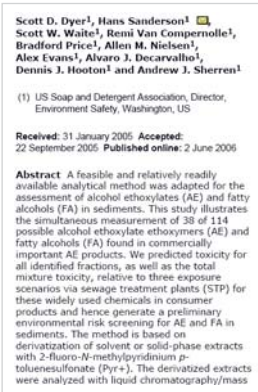 Scott D. Dyer¹, Hans Sanderson¹ ,
Scott W. Waite¹, Remi Van Compernolle¹,
Bradford Price¹, Allen M. Nielsen¹,
Alex Evans¹, Alvaro J. Decarvalho¹,
Dennis J. Hooton¹ and Andrew J. Sherren¹
(1) US Soap and Detergent Association, Director,
Environment Safety, Washington, US
Received: 31 January 2005 Accepted:
22 September 2005 Published online: 2 June 2006
Abstract A feasible and relatively readily
available analytical method was adapted for the
assessment of alcohol ethoxylates (AE) and fatty
alcohols (FA) in sediments. This study illustrates
the simultaneous measurement of 38 of 114
possible alcohol ethoxylate ethoxymers (AE) and
fatty alcohols (FA) found in commercially
important AE products. We predicted toxicity for
all identified fractions, as well as the total
mixture toxicity, relative to three exposure
scenarios via sewage treatment plants (STP) for
these widely used chemicals in consumer
products and hence generate a preliminary
environmental risk screening for AE and FA in
sediments. The method is based on
derivatization of solvent or solid-phase extracts
with 2-fluoro-N-methylpyridinium p-
toluenesulfonate (Pyr+). The derivatized extracts
were analyzed with liquid chromatography/mass